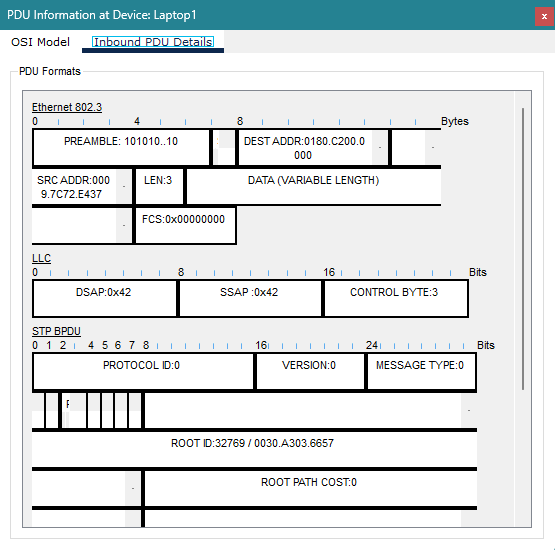 PDU Information at Device: Laptop1
x
OSI Model Inbound PDU Details
PDU Formats
Ethernet 802.3
0 4 8 Bytes
PREAMBLE: 101010..10 DEST ADDR:0180.C200.0
000
SRC ADDR:000 LEN:3 DATA (VARIABLE LENGTH)
9.7C72.E437
FCS:0x00000000
LLC
0 8 16 Bits
DSAP:0x42 SSAP :0x42 CONTROL BYTE:3
STP BPDU
0 1 2 4 5 6 7 8 16 24 Bits
PROTOCOL ID:0 VERSION:0 MESSAGE TYPE:0
ROOT ID:32769 / 0030.A303.6657
ROOT PATH COST:0